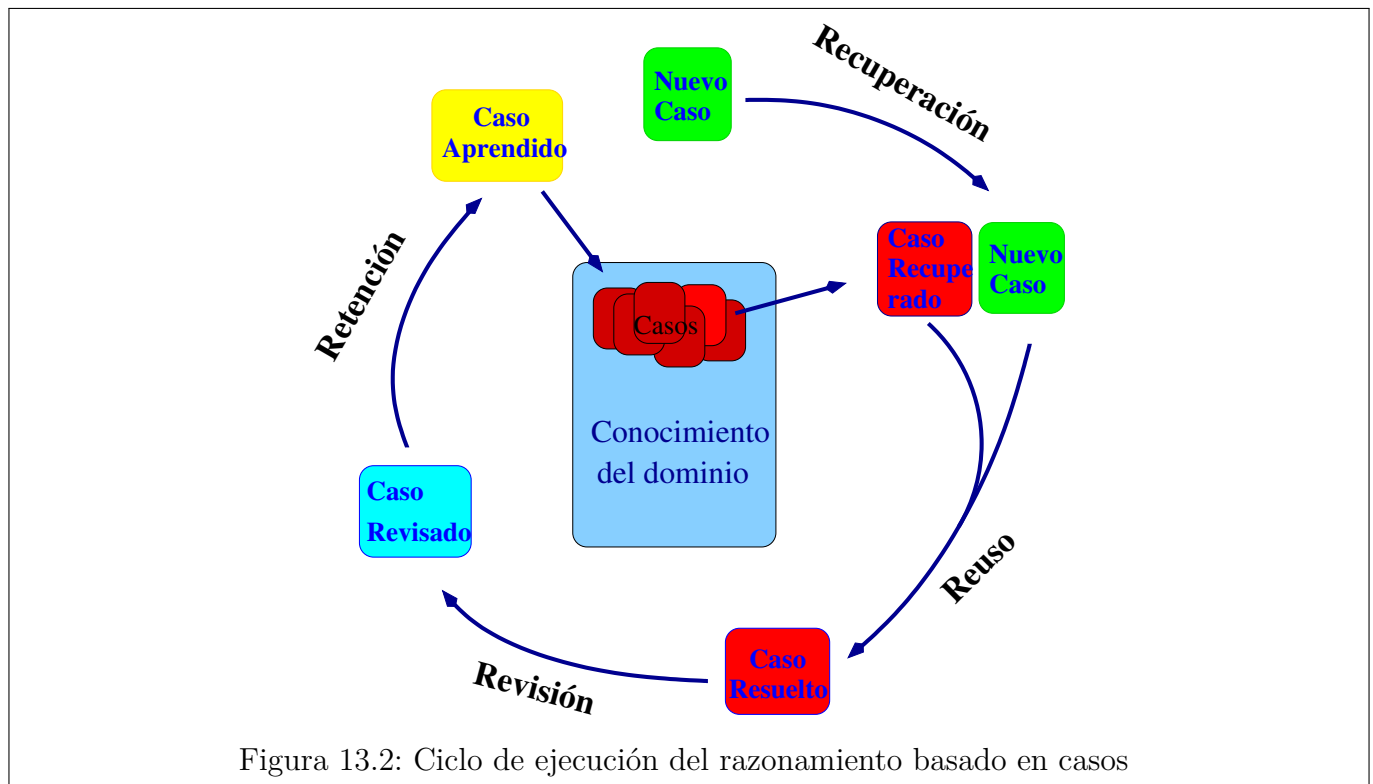 Recuperación
Nuevo
Caso
Caso
Aprendido
Caso
Recupe
rado
Nuevo
Caso
Retención
Casos
Conocimiento
del dominio
Caso
Revisado
Reuso
Caso
Resuelto
Revisión
Figura 13.2: Ciclo de ejecución del razonamiento basado en casos